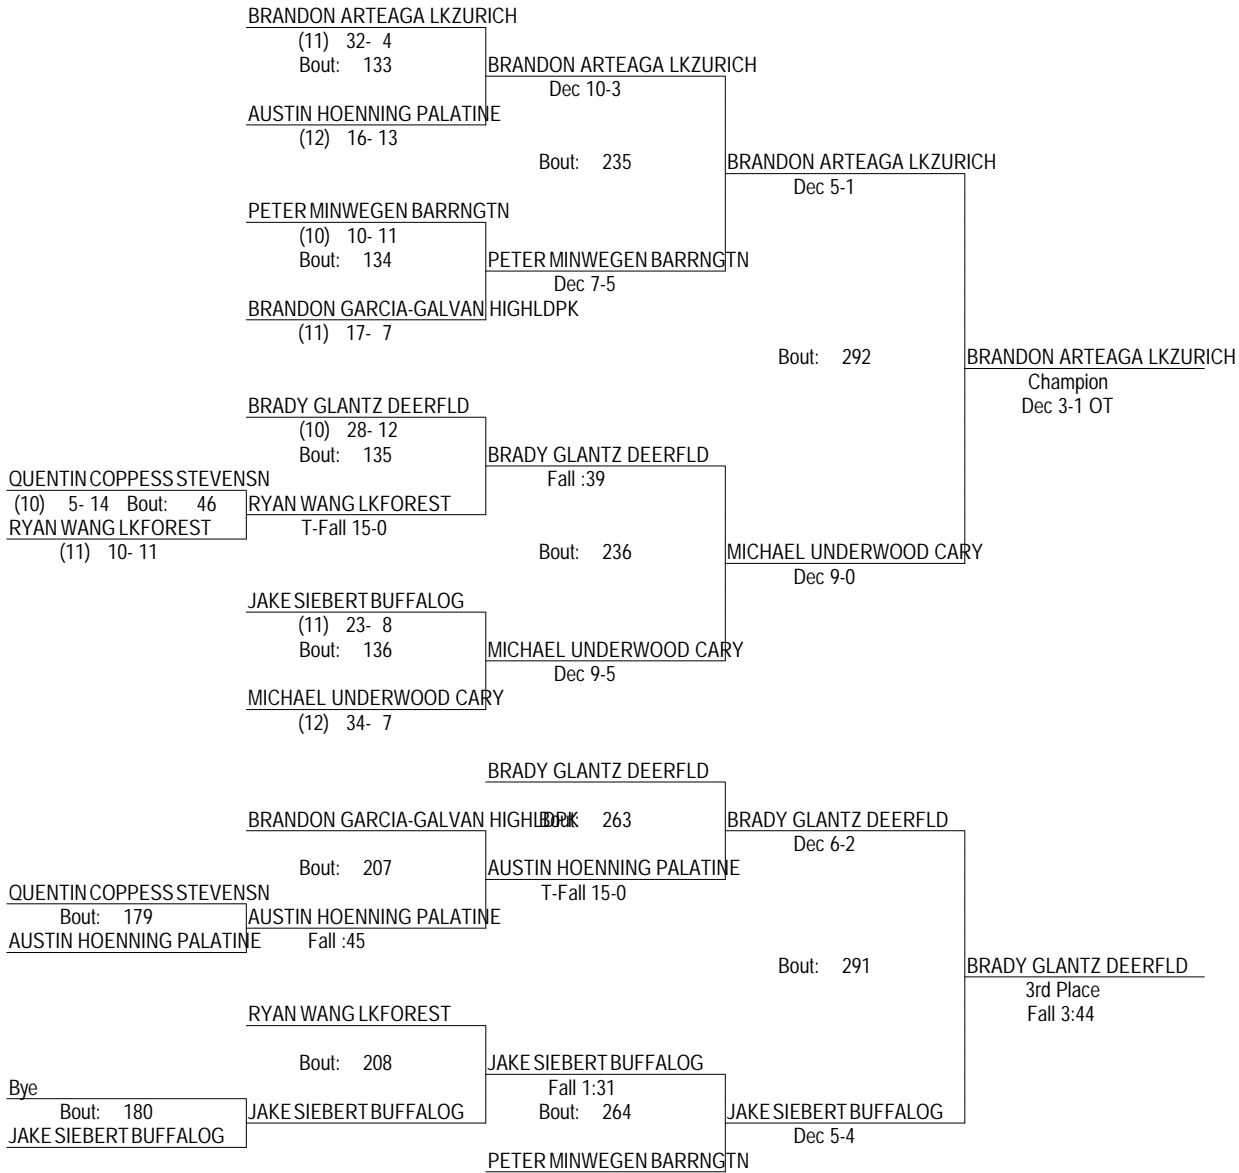 BRANDON ARTEAGA LKZURICH
(11) 32- 4
Bout: 133
BRANDON ARTEAGA LKZURICH
Dec 10-3
AUSTIN HOENNING PALATINE
(12) 16- 13
Bout: 235
BRANDON ARTEAGA LKZURICH
Dec 5-1
PETER MINWEGEN BARRNGTN
(10) 10- 11
Bout: 134
PETER MINWEGEN BARRNGTN
Dec 7-5
BRANDON GARCIA-GALVAN HIGHLDPK
(11) 17- 7
Bout: 292
BRANDON ARTEAGA LKZURICH
Champion
Dec 3-1 OT
BRADY GLANTZ DEERFLD
(10) 28- 12
Bout: 135
BRADY GLANTZ DEERFLD
Fall :39
QUENTIN COPPESS STEVENSN
(10) 5- 14 Bout: 46
RYAN WANG LKFOREST
(11) 10- 11
RYAN WANG LKFOREST
T-Fall 15-0
Bout: 236
MICHAEL UNDERWOOD CARY
Dec 9-0
JAKE SIEBERT BUFFALOG
(11) 23- 8
Bout: 136
MICHAEL UNDERWOOD CARY
Dec 9-5
MICHAEL UNDERWOOD CARY
(12) 34- 7
BRADY GLANTZ DEERFLD
BRANDON GARCIA-GALVAN HIGHLDPK
Bout: 263
BRADY GLANTZ DEERFLD
Dec 6-2
Bout: 207
AUSTIN HOENNING PALATINE
T-Fall 15-0
QUENTIN COPPESS STEVENSN
Bout: 179
AUSTIN HOENNING PALATINE
AUSTIN HOENNING PALATINE
Fall :45
Bout: 291
BRADY GLANTZ DEERFLD
3rd Place
Fall 3:44
RYAN WANG LKFOREST
Bout: 208
JAKE SIEBERT BUFFALOG
Fall 1:31
Bye
Bout: 180
JAKE SIEBERT BUFFALOG
JAKE SIEBERT BUFFALOG
Bout: 264
JAKE SIEBERT BUFFALOG
Dec 5-4
PETER MINWEGEN BARRNGTN